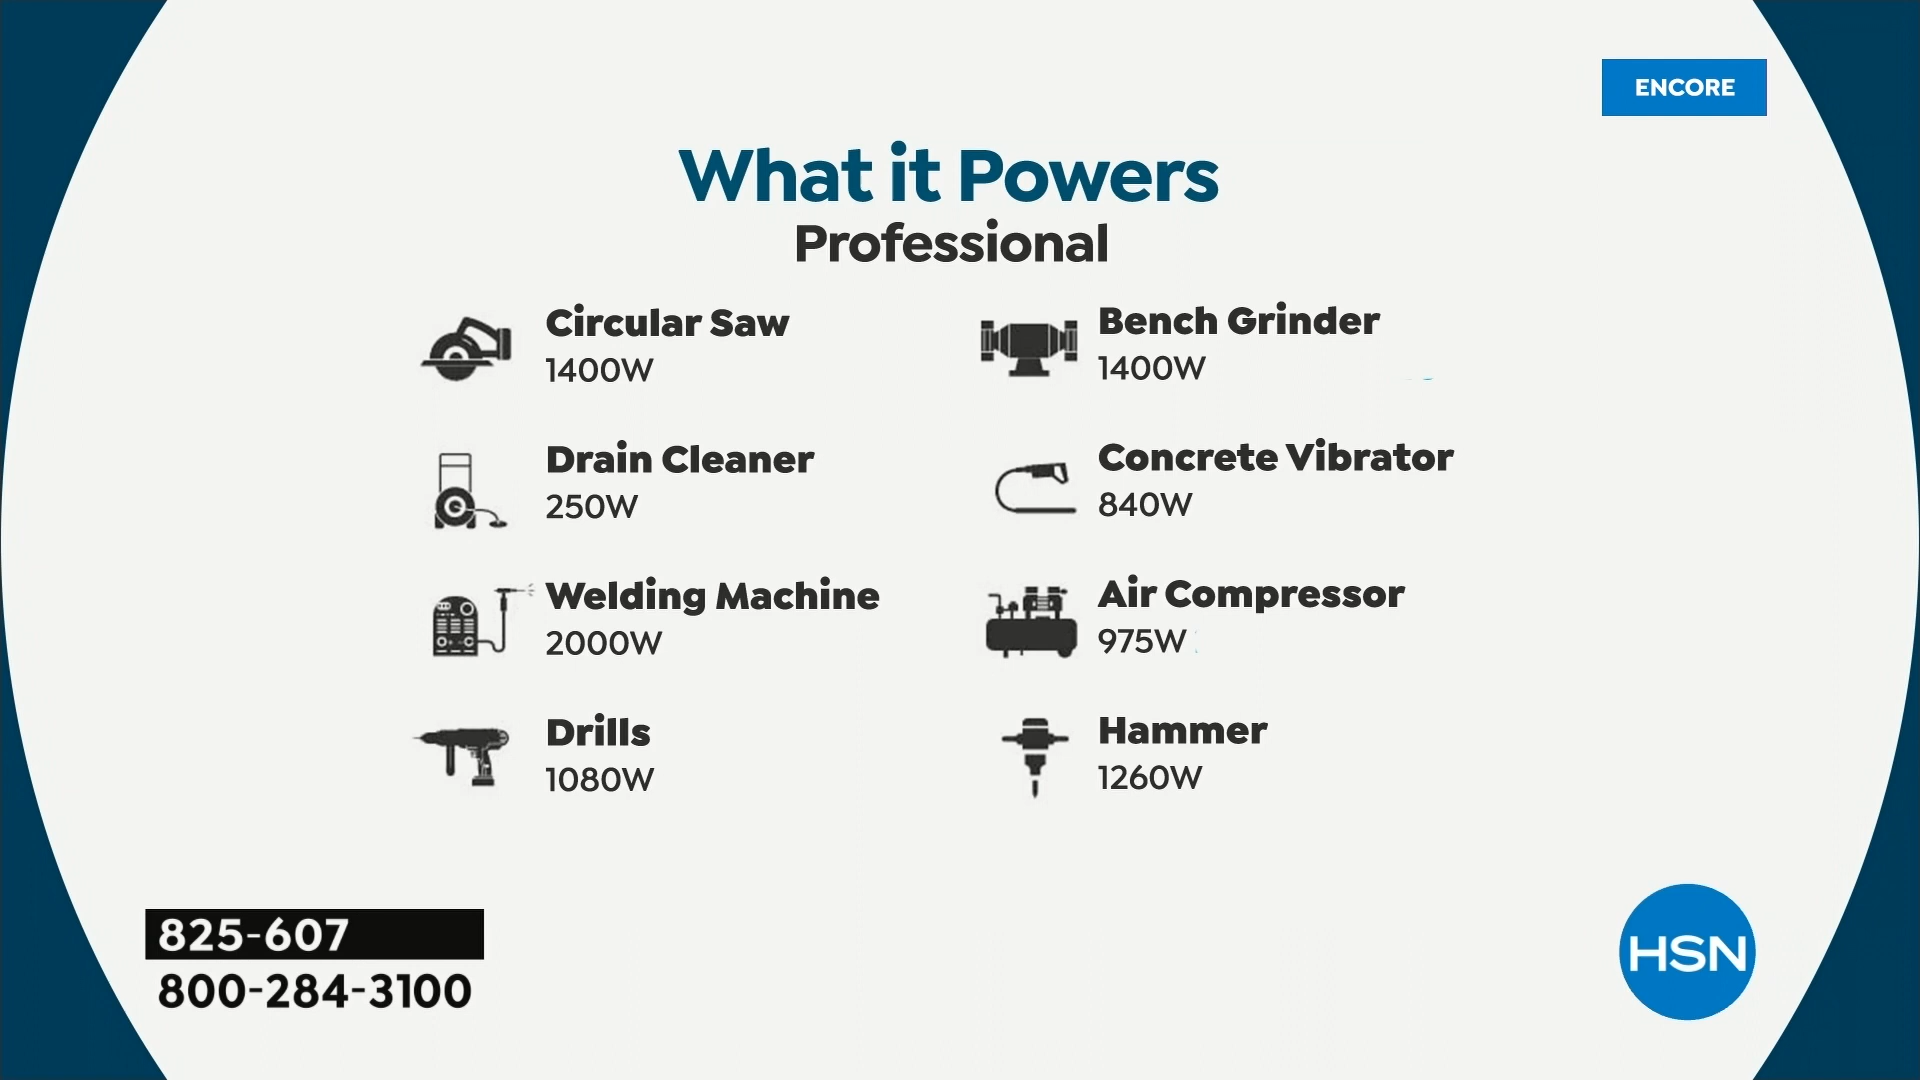 ENCORE
What it Powers
Professional
Circular Saw
1400W
Bench Grinder
1400W
Drain Cleaner
250W
Concrete Vibrator
840W
Welding Machine
2000W
Air Compressor
975W
Drills
1080W
Hammer
1260W
825-607
800-284-3100
HSN